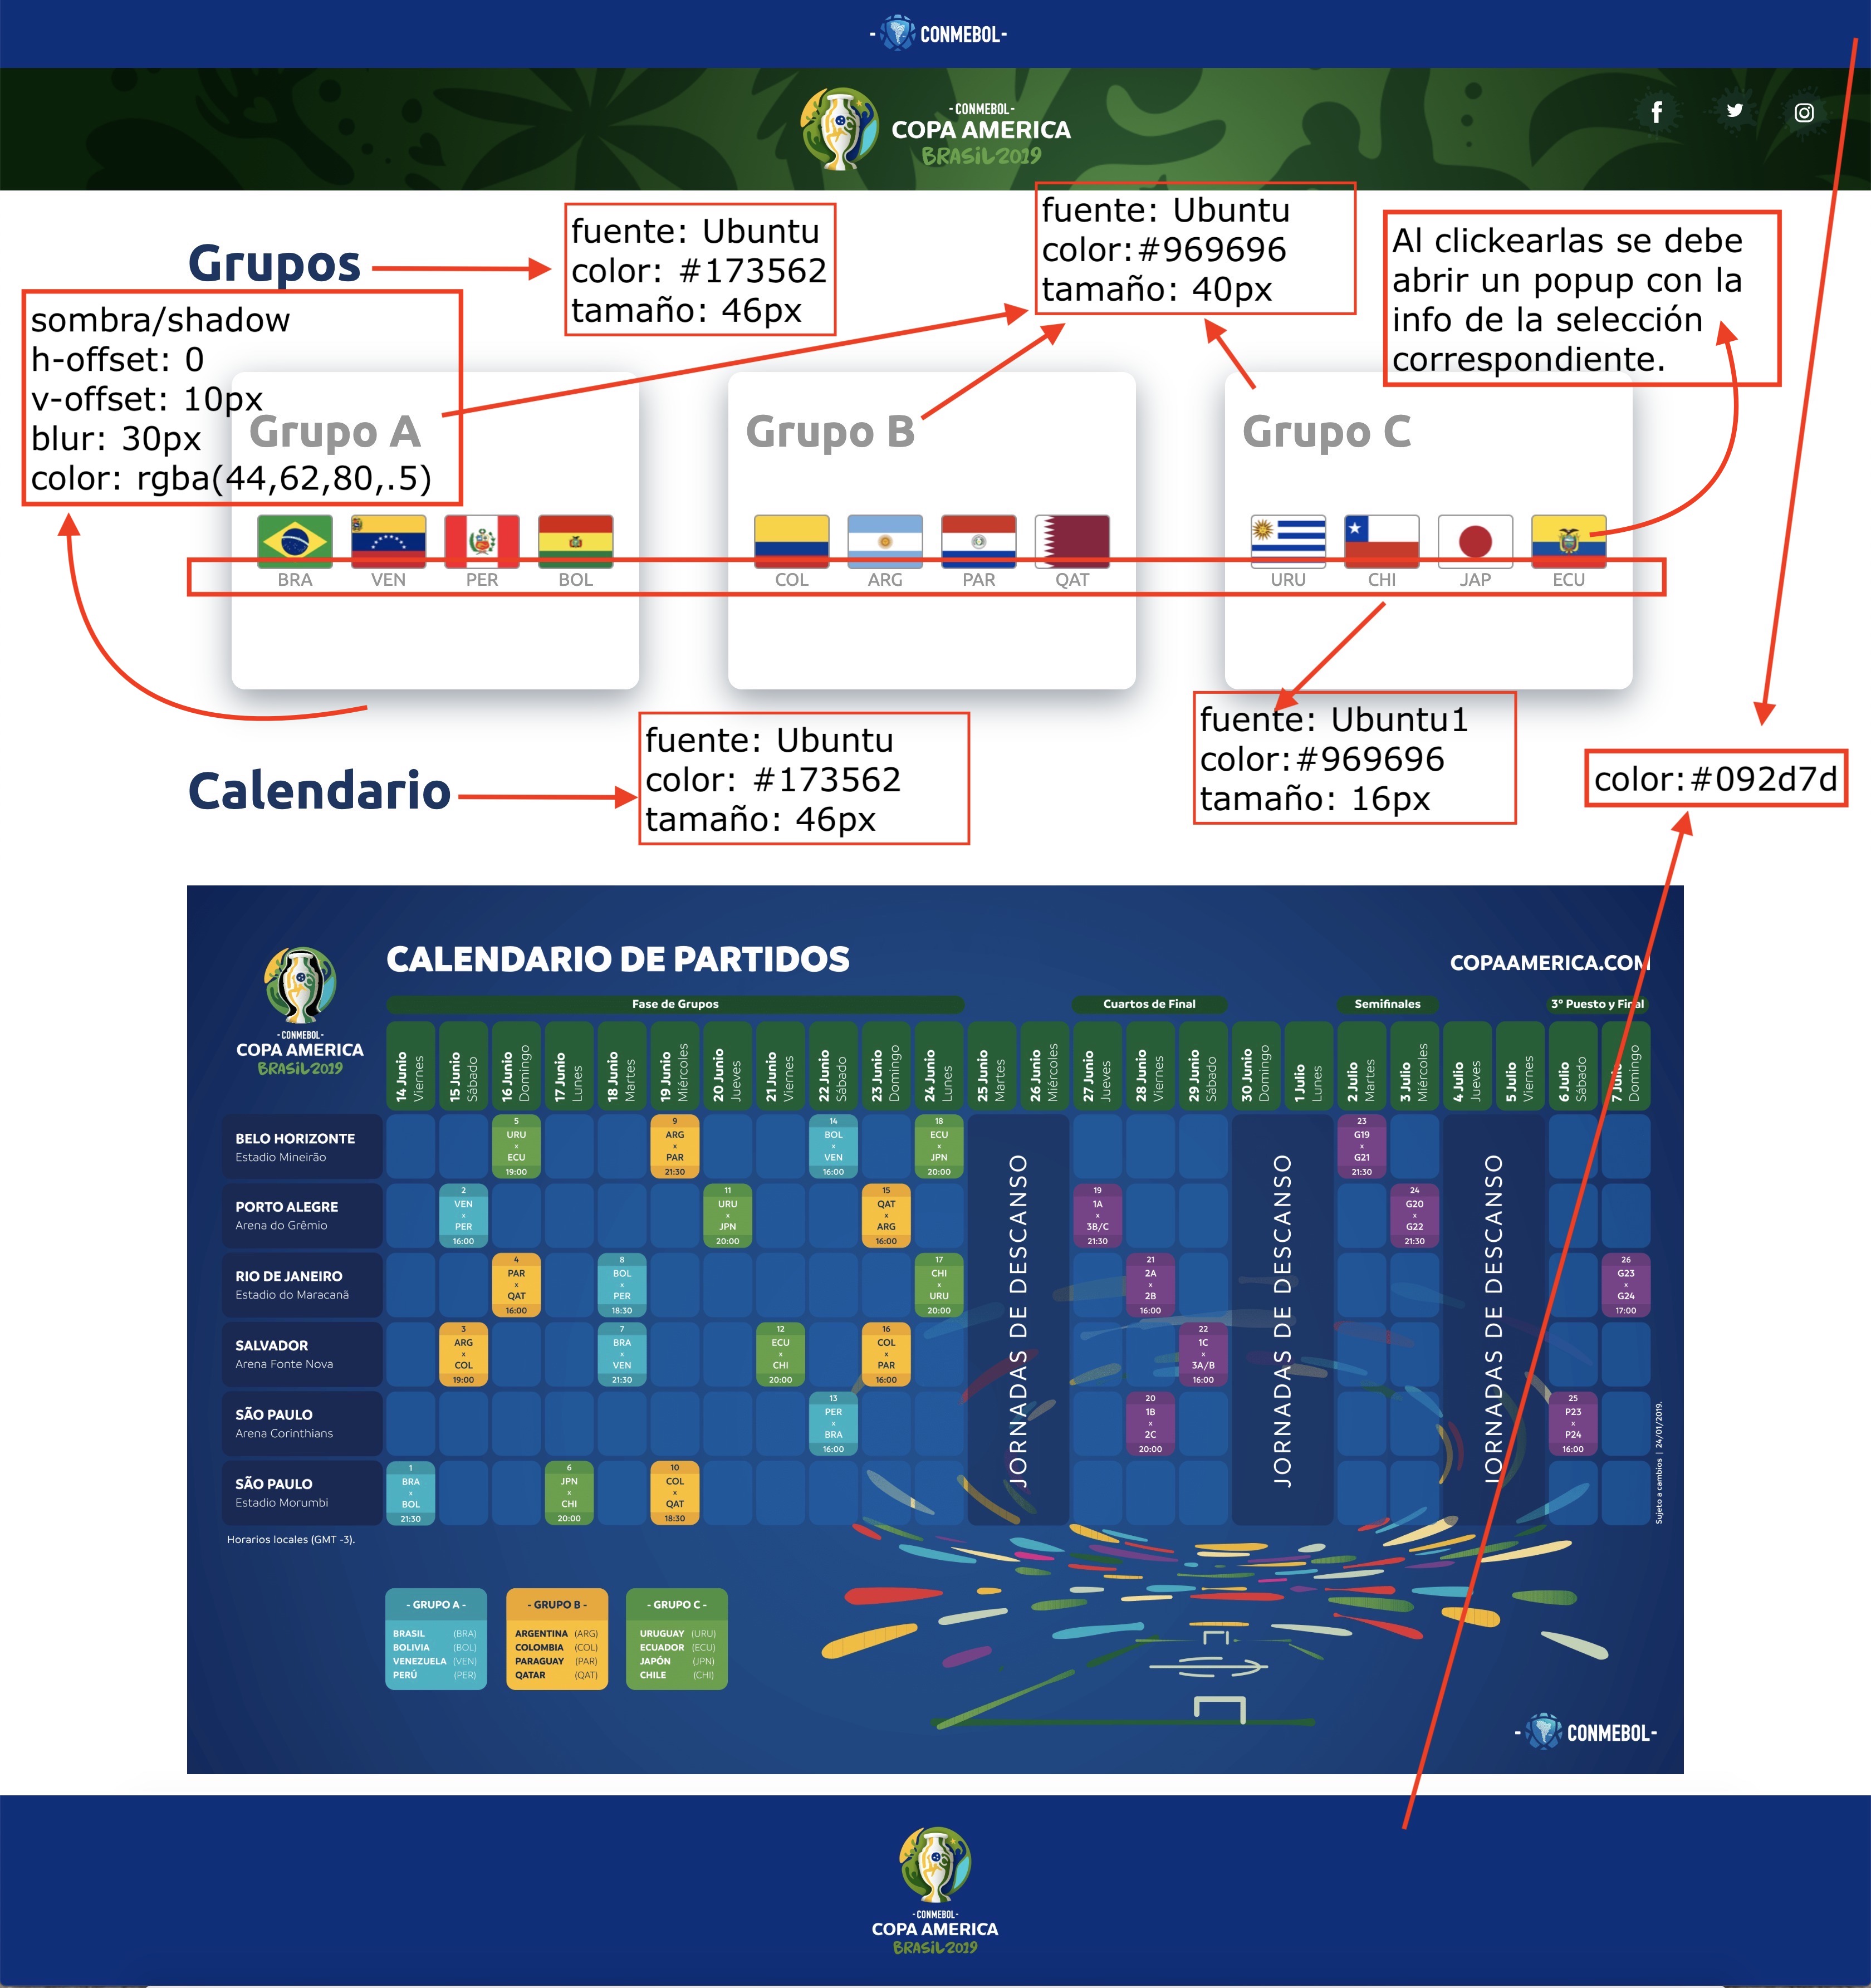 - CONMEBOL-
- CONMEBOL-
COPA AMERICA
BRASIL2019
f
Grupos
fuente: Ubuntu
color: #173562
tamaño: 46px
fuente: Ubuntu
color:#969696
tamaño: 40px
Al clickearlas se debe
abrir un popup con la
info de la selección
correspondiente.
sombra/shadow
h-offset: 0
v-offset: 10px
blur: 30px
color: rgba(44,62,80,.5)
Grupo A
Grupo B
Grupo C
BRA VEN PER BOL
COL ARG PAR QAT
URU CHI JAP ECU
Calendario
fuente: Ubuntu
color: #173562
tamaño: 46px
fuente: Ubuntu1
color:#969696
tamaño: 16px
color:#092d7d
- CONMEBOL-
COPA AMERICA
BRASIL2019
CALENDARIO DE PARTIDOS
COPAAMERICA.COM
Fase de Grupos
Cuartos de Final
Semifinales
3º Puesto y Final
14 Junio
Viernes
15 Junio
Sábado
16 Junio
Domingo
17 Junio
Lunes
18 Junio
Martes
19 Junio
Miércoles
20 Junio
Jueves
21 Junio
Viernes
22 Junio
Sábado
23 Junio
Domingo
24 Junio
Lunes
25 Junio
Martes
26 Junio
Miércoles
27 Junio
Jueves
28 Junio
Viernes
29 Junio
Sábado
30 Junio
Domingo
1 Julio
Lunes
2 Julio
Martes
3 Julio
Miércoles
4 Julio
Jueves
5 Julio
Viernes
6 Julio
Sábado
7 Julio
Domingo
BELO HORIZONTE
Estadio Mineirão
5
URU
x
ECU
19:00
9
ARG
x
PAR
21:30
14
BOL
x
VEN
16:00
18
ECU
x
JPN
20:00
23
G19
x
G21
21:30
PORTO ALEGRE
Arena do Grêmio
2
VEN
x
PER
16:00
11
URU
x
JPN
20:00
15
QAT
x
ARG
16:00
19
1A
x
3B/C
21:30
24
G20
x
G22
21:30
RIO DE JANEIRO
Estadio do Maracanã
4
PAR
x
QAT
16:00
8
BOL
x
PER
18:30
17
CHI
x
URU
20:00
21
2A
x
2B
16:00
26
G23
x
G24
17:00
SALVADOR
Arena Fonte Nova
3
ARG
x
COL
19:00
7
BRA
x
VEN
21:30
12
ECU
x
CHI
20:00
16
COL
x
PAR
16:00
22
1C
x
3A/B
16:00
SÃO PAULO
Arena Corinthians
13
PER
x
BRA
16:00
20
1B
x
2C
20:00
25
P23
x
P24
16:00
SÃO PAULO
Estadio Morumbi
1
BRA
x
BOL
21:30
6
JPN
x
CHI
20:00
10
COL
x
QAT
18:30
JORNADAS DE DESCANSO
JORNADAS DE DESCANSO
JORNADAS DE DESCANSO
Sujeto a cambios | 24/01/2019.
Horarios locales (GMT -3).
- GRUPO A -
BRASIL (BRA)
BOLIVIA (BOL)
VENEZUELA (VEN)
PERÚ (PER)
- GRUPO B -
ARGENTINA (ARG)
COLOMBIA (COL)
PARAGUAY (PAR)
QATAR (QAT)
- GRUPO C -
URUGUAY (URU)
ECUADOR (ECU)
JAPÓN (JPN)
CHILE (CHI)
- CONMEBOL-
- CONMEBOL-
COPA AMERICA
BRASIL2019